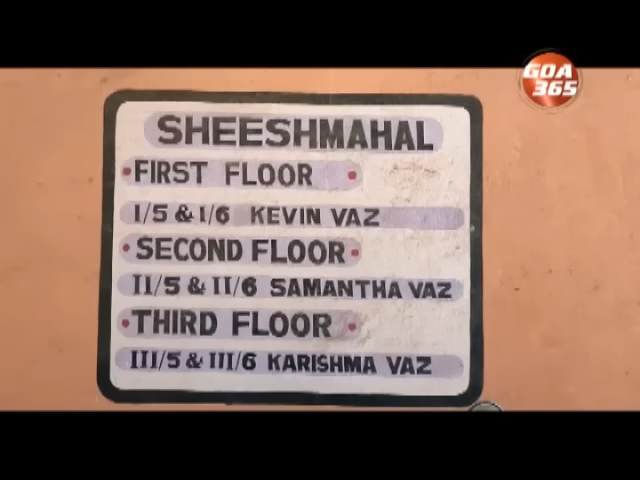 GOA
365
SHEESHMAHAL
FIRST FLOOR
I/5 & I/6 KEVIN VAZ
SECOND FLOOR
II/5 & II/6 SAMANTHA VAZ
THIRD FLOOR
III/5 & III/6 KARISHMA VAZ